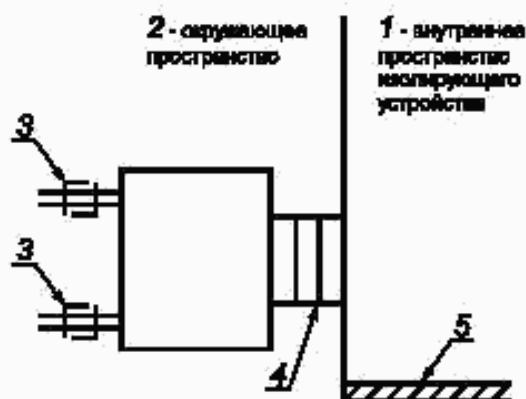 2 - окружающее
пространство
1 - внутреннее
пространство
изолирующего
устройства
3
3
4
5